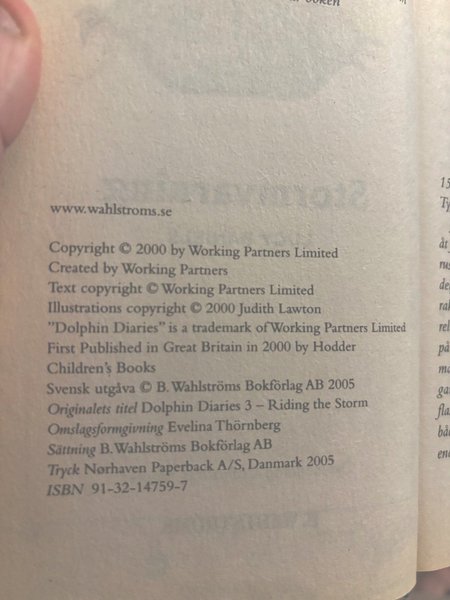 boken
www.wahlstroms.se
Copyright © 2000 by Working Partners Limited
Created by Working Partners
Text copyright © Working Partners Limited
Illustrations copyright © 2000 Judith Lawton
"Dolphin Diaries" is a trademark of Working Partners Limited
First Published in Great Britain in 2000 by Hodder
Children's Books
Svensk utgåva © B. Wahlströms Bokförlag AB 2005
Originalets titel Dolphin Diaries 3 – Riding the Storm
Omslagsformgivning Evelina Thörnberg
Sättning B. Wahlströms Bokförlag AB
Tryck Nørhaven Paperback A/S, Danmark 2005
ISBN 91-32-14759-7